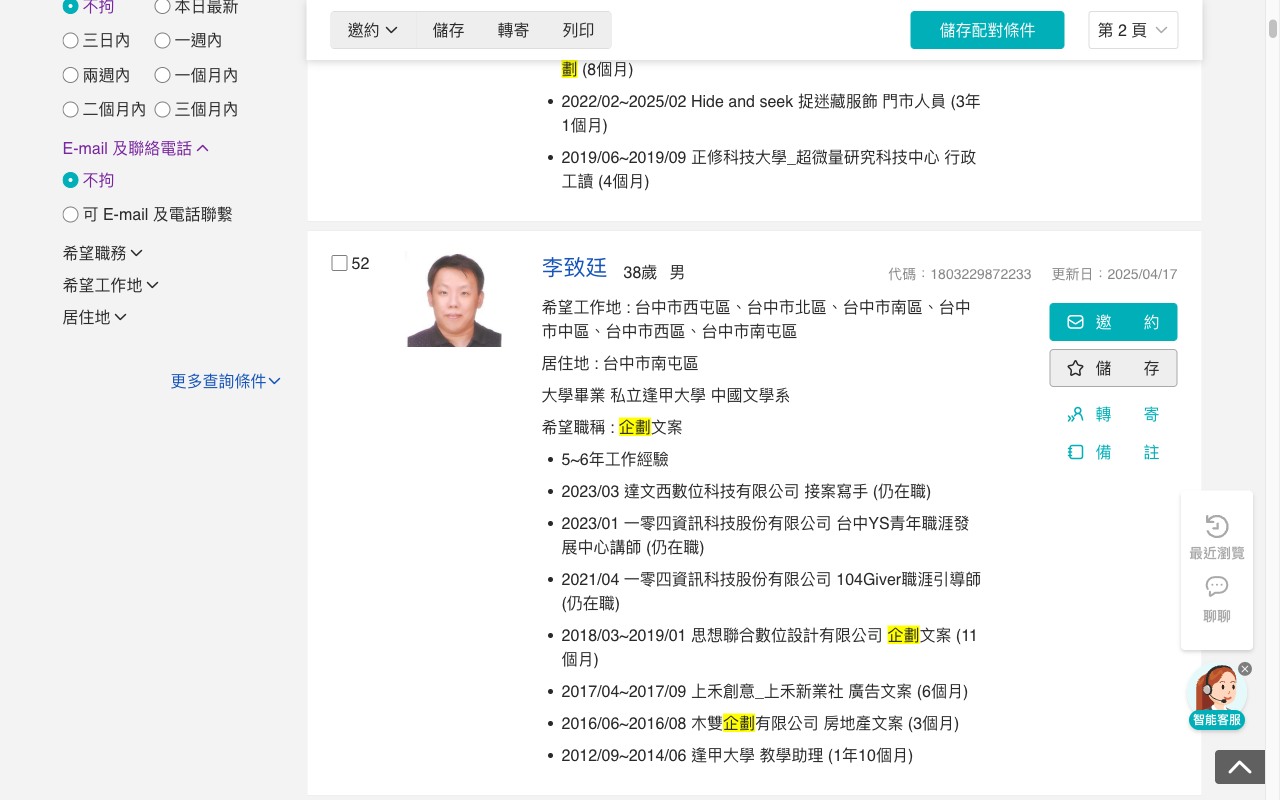 不拘 本日最新
三日內 一週內
兩週內 一個月內
二個月內 三個月內
E-mail 及聯絡電話
不拘
可 E-mail 及電話聯繫
希望職務
希望工作地
居住地
更多查詢條件
邀約 儲存 轉寄 列印 儲存配對條件 第 2 頁
劃 (8個月)
2022/02~2025/02 Hide and seek 捉迷藏服飾 門市人員 (3年
1個月)
2019/06~2019/09 正修科技大學_超微量研究科技中心 行政
工讀 (4個月)
52
李致廷 38歲 男 代碼：1803229872233 更新日：2025/04/17
希望工作地 : 台中市西屯區、台中市北區、台中市南區、台中
市中區、台中市西區、台中市南屯區
居住地 : 台中市南屯區
大學畢業 私立逢甲大學 中國文學系
希望職稱 : 企劃文案
5~6年工作經驗
2023/03 達文西數位科技有限公司 接案寫手 (仍在職)
2023/01 一零四資訊科技股份有限公司 台中YS青年職涯發
展中心講師 (仍在職)
2021/04 一零四資訊科技股份有限公司 104Giver職涯引導師
(仍在職)
2018/03~2019/01 思想聯合數位設計有限公司 企劃文案 (11
個月)
2017/04~2017/09 上禾創意_上禾新業社 廣告文案 (6個月)
2016/06~2016/08 木雙企劃有限公司 房地產文案 (3個月)
2012/09~2014/06 逢甲大學 教學助理 (1年10個月)
邀 約
儲 存
轉 寄
備 註
最近瀏覽
聊聊
智能客服